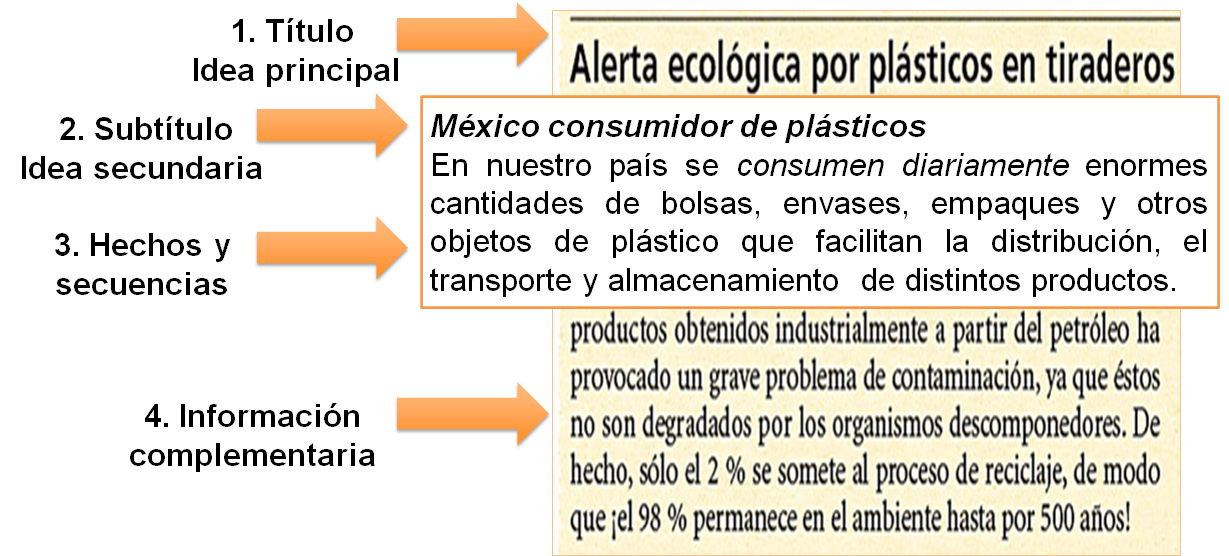 1. Título
Idea principal
Alerta ecológica por plásticos en tiraderos
2. Subtítulo
Idea secundaria
México consumidor de plásticos
En nuestro país se consumen diariamente enormes
cantidades de bolsas, envases, empaques y otros
objetos de plástico que facilitan la distribución, el
transporte y almacenamiento de distintos productos.
3. Hechos y
secuencias
productos obtenidos industrialmente a partir del petróleo ha
provocado un grave problema de contaminación, ya que éstos
no son degradados por los organismos descomponedores. De
hecho, sólo el 2 % se somete al proceso de reciclaje, de modo
que ¡el 98 % permanece en el ambiente hasta por 500 años!
4. Información
complementaria